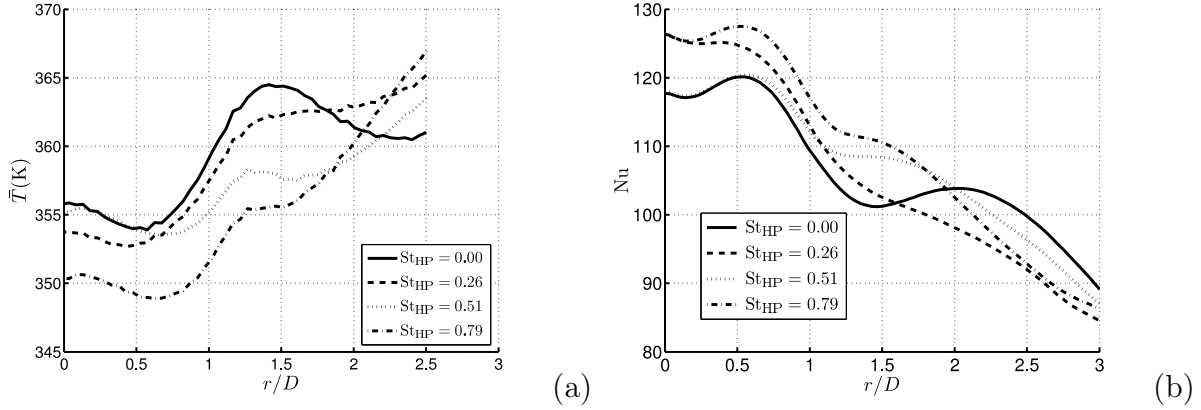 370
365
360
355
350
345
T̄(K)
0
0.5
1
1.5
2
2.5
3
r/D
St_HP = 0.00
St_HP = 0.26
St_HP = 0.51
St_HP = 0.79
(a)
130
120
110
100
90
80
Nu
0
0.5
1
1.5
2
2.5
3
r/D
St_HP = 0.00
St_HP = 0.26
St_HP = 0.51
St_HP = 0.79
(b)